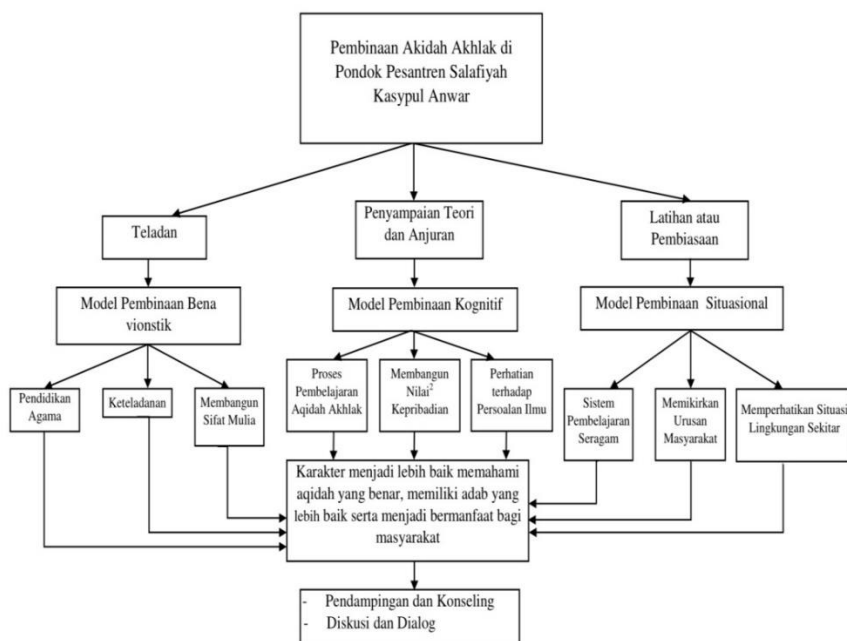 Pembinaan Akidah Akhlak di
Pondok Pesantren Salafiyah
Kasypul Anwar
Teladan
Penyampaian Teori
dan Anjuran
Latihan atau
Pembiasaan
Model Pembinaan Bena
vionstik
Model Pembinaan Kognitif
Model Pembinaan Situasional
Pendidikan
Agama
Keteladanan
Membangun
Sifat Mulia
Proses
Pembelajaran
Aqidah Akhlak
Membangun
Nilai²
Kepribadian
Perhatian
terhadap
Persoalan Ilmu
Sistem
Pembelajaran
Seragam
Memikirkan
Urusan
Masyarakat
Memperhatikan Situasi
Lingkungan Sekitar
Karakter menjadi lebih baik memahami
aqidah yang benar, memiliki adab yang
lebih baik serta menjadi bermanfaat bagi
masyarakat
- Pendampingan dan Konseling
- Diskusi dan Dialog